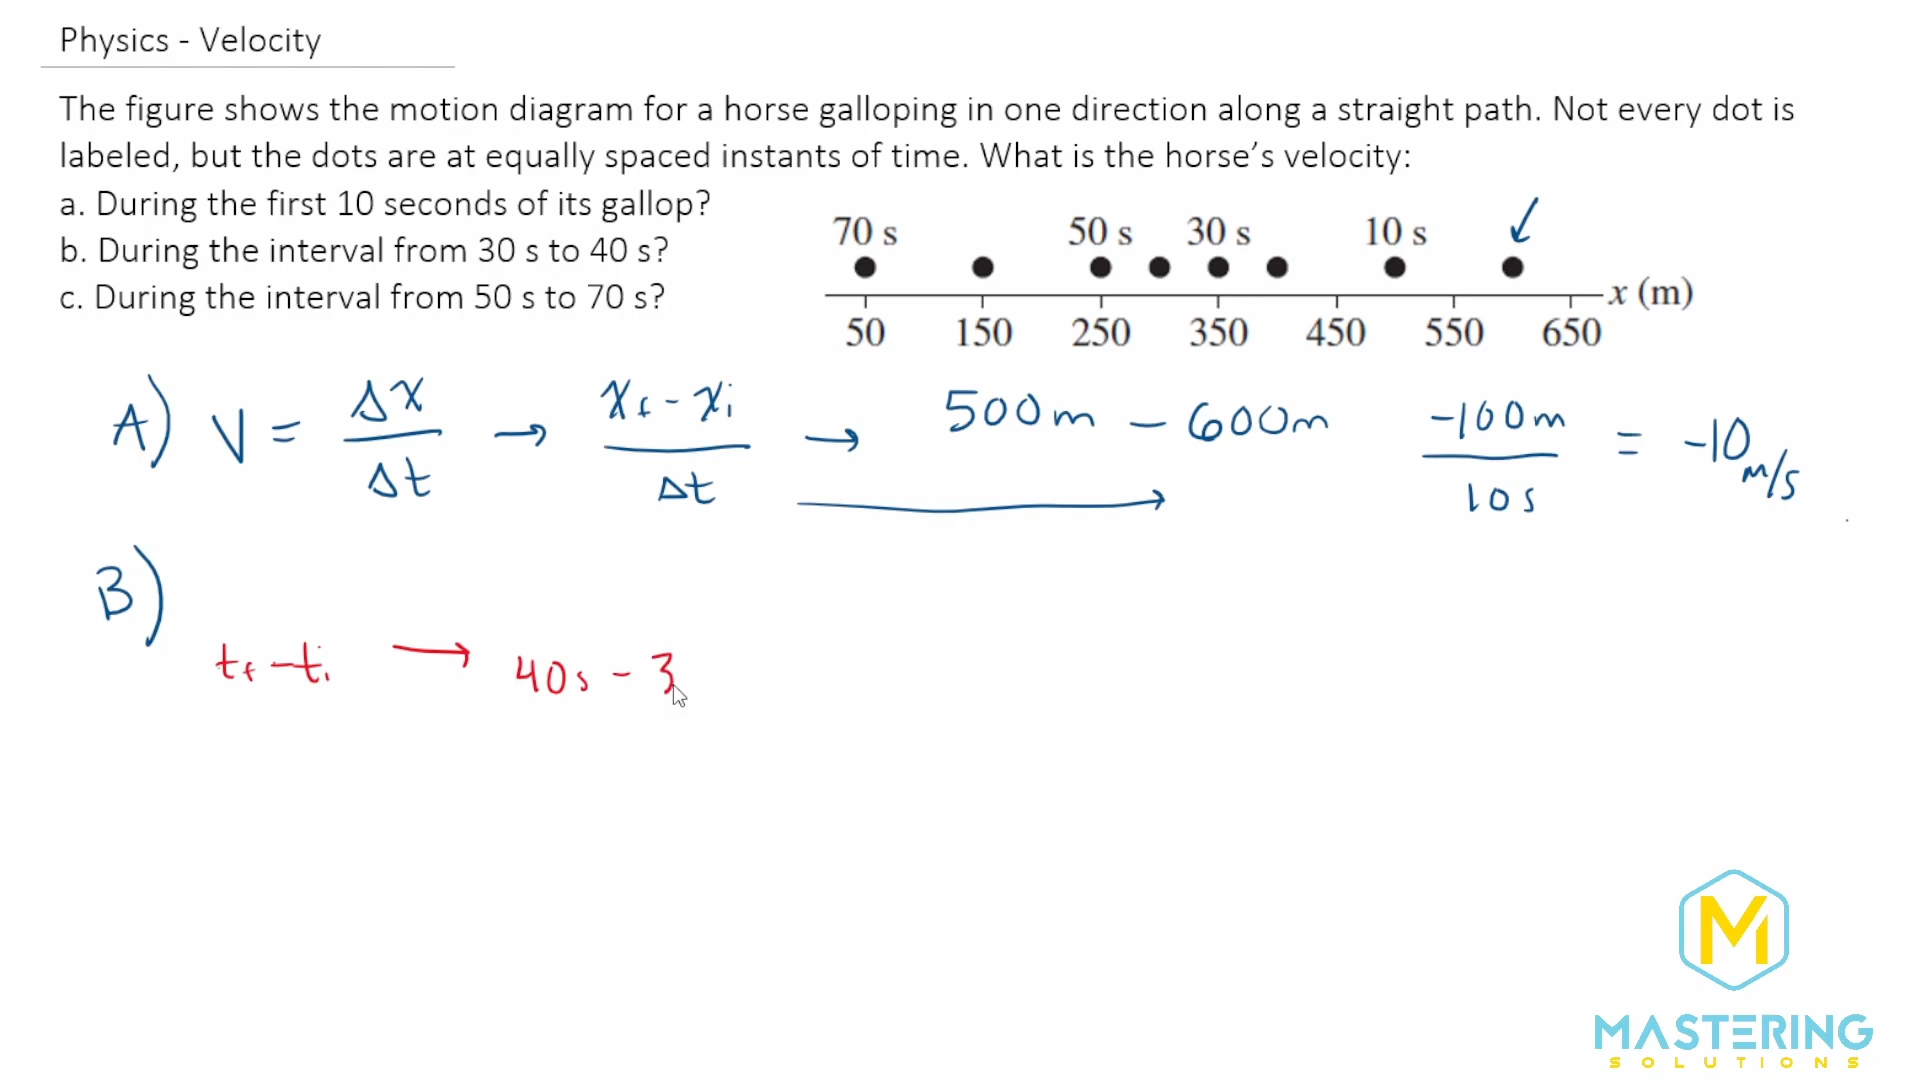 Physics - Velocity
The figure shows the motion diagram for a horse galloping in one direction along a straight path. Not every dot is
labeled, but the dots are at equally spaced instants of time. What is the horse’s velocity:
a. During the first 10 seconds of its gallop?
b. During the interval from 30 s to 40 s?
c. During the interval from 50 s to 70 s?
70 s 50 s 30 s 10 s
x (m)
50 150 250 350 450 550 650
A) V = Δx / Δt → xf - xi / Δt → 500m - 600m -100m / 10s = -10 m/s
B)
tf - ti → 40s - 3
MASTERING
SOLUTIONS